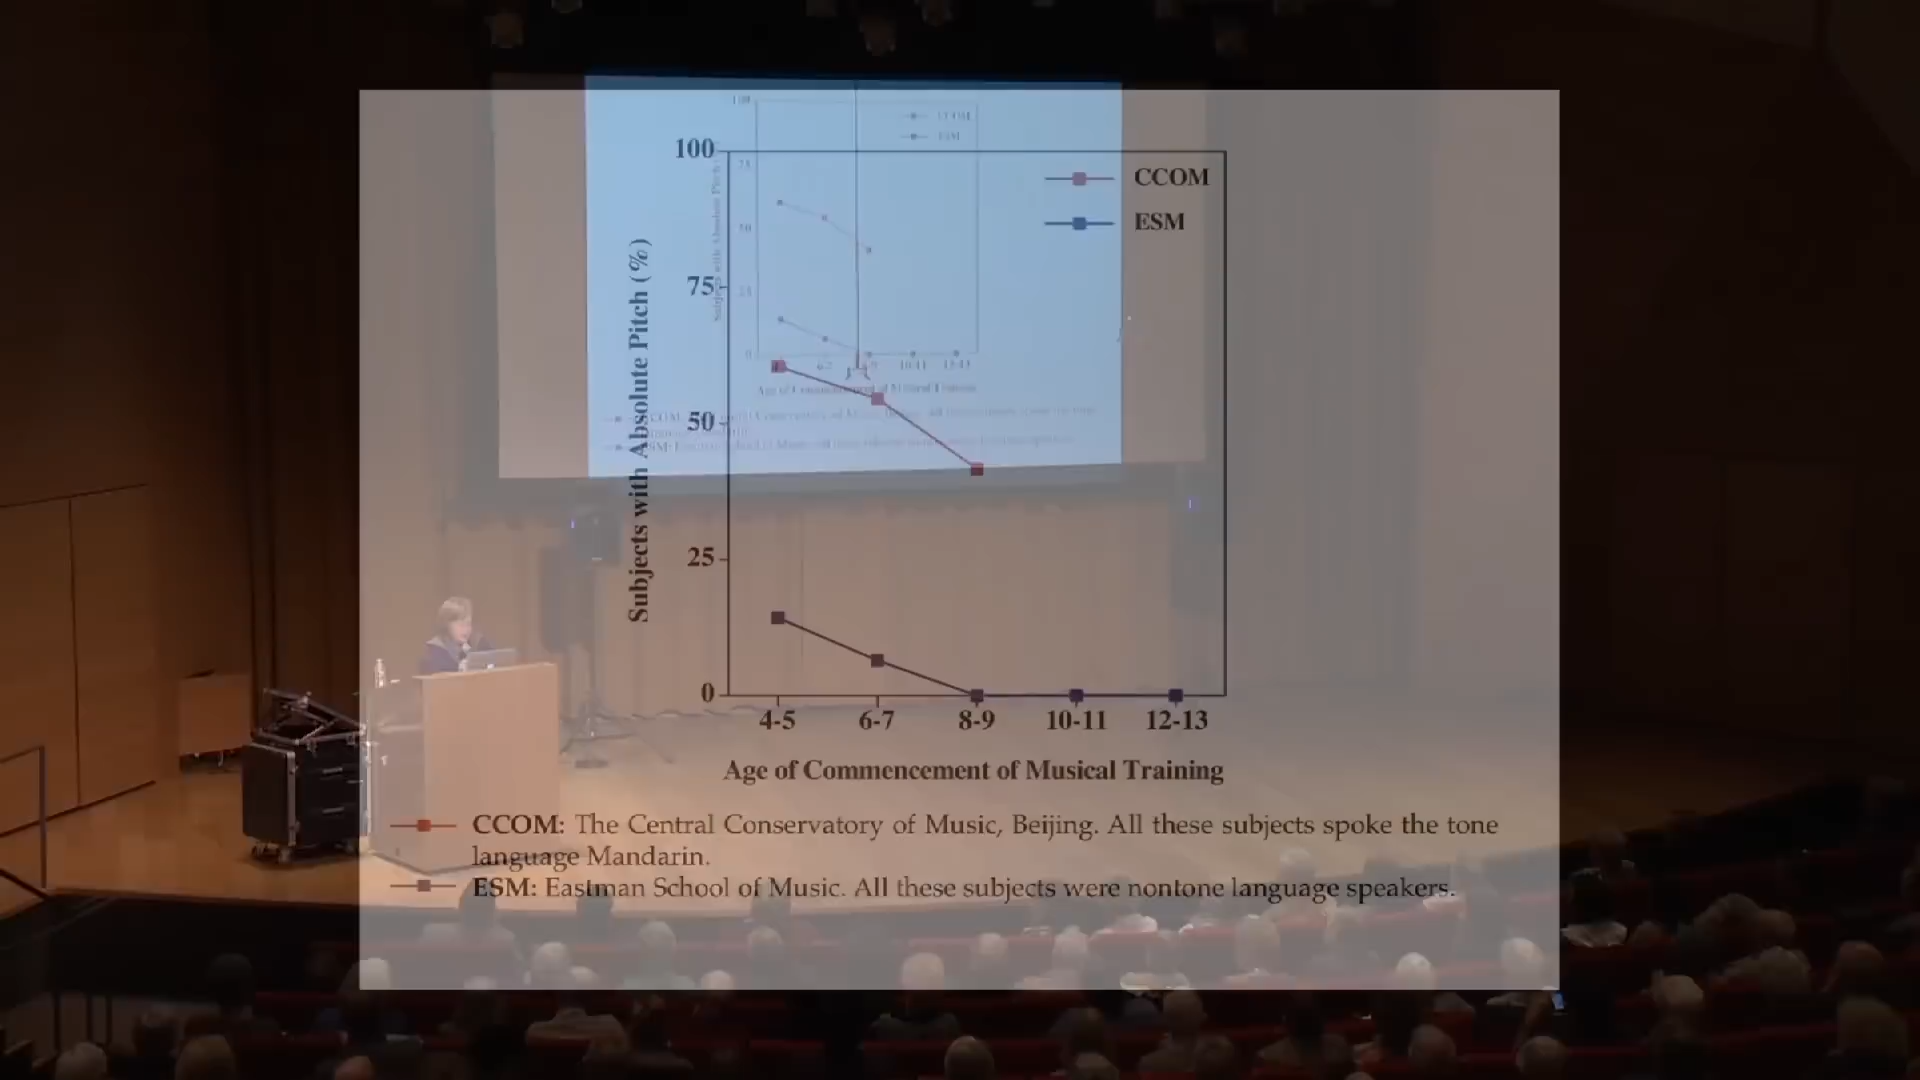 100
CCOM
ESM
75
50
25
0
Subjects with Absolute Pitch (%)
4-5
6-7
8-9
10-11
12-13
Age of Commencement of Musical Training
CCOM: The Central Conservatory of Music, Beijing. All these subjects spoke the tone
language Mandarin.
ESM: Eastman School of Music. All these subjects were nontone language speakers.